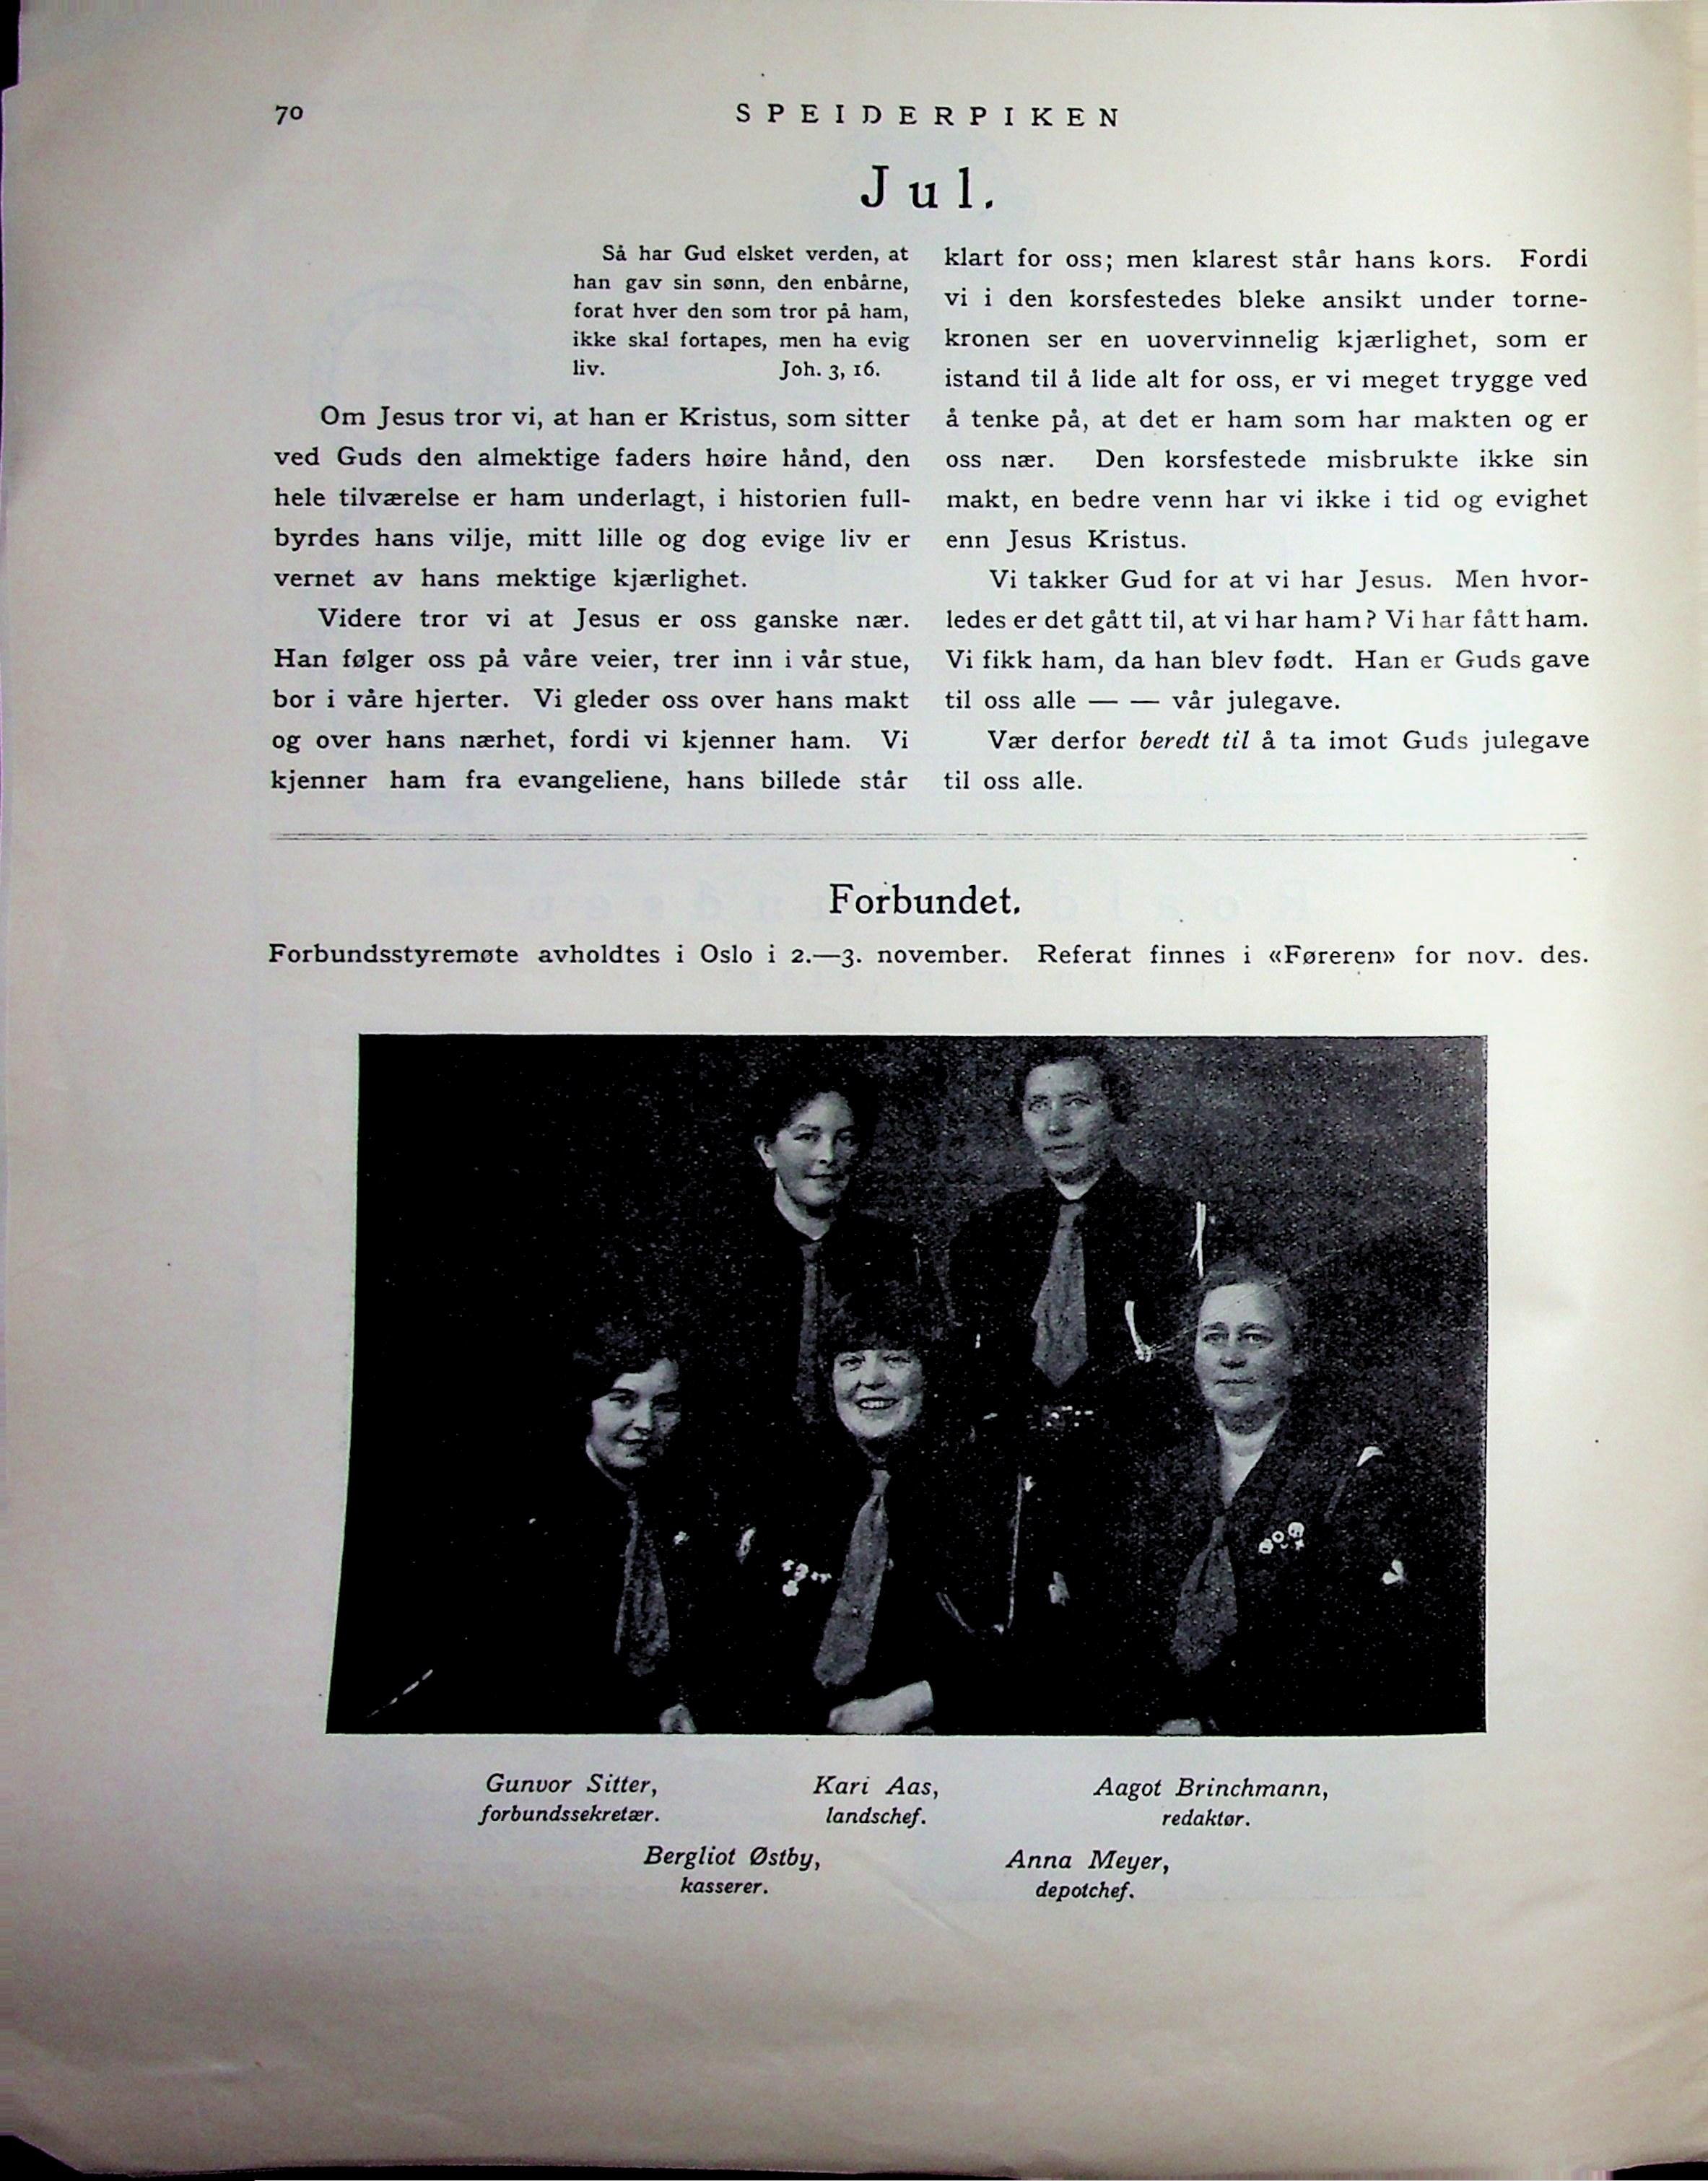 70
SPEIDERPIKEN
Jul.
Så har Gud elsket verden, at
han gav sin sønn, den enbårne,
forat hver den som tror på ham,
ikke skal fortapes, men ha evig
liv. Joh. 3, 16.
Om Jesus tror vi, at han er Kristus, som sitter
ved Guds den almektige faders høire hånd, den
hele tilværelse er ham underlagt, i historien full-
byrdes hans vilje, mitt lille og dog evige liv er
vernet av hans mektige kjærlighet.
Videre tror vi at Jesus er oss ganske nær.
Han følger oss på våre veier, trer inn i vår stue,
bor i våre hjerter. Vi gleder oss over hans makt
og over hans nærhet, fordi vi kjenner ham. Vi
kjenner ham fra evangeliene, hans billede står
klart for oss; men klarest står hans kors. Fordi
vi i den korsfestedes bleke ansikt under torne-
kronen ser en uovervinnelig kjærlighet, som er
istand til å lide alt for oss, er vi meget trygge ved
å tenke på, at det er ham som har makten og er
oss nær. Den korsfestede misbrukte ikke sin
makt, en bedre venn har vi ikke i tid og evighet
enn Jesus Kristus.
Vi takker Gud for at vi har Jesus. Men hvor-
ledes er det gått til, at vi har ham? Vi har fått ham.
Vi fikk ham, da han blev født. Han er Guds gave
til oss alle — — vår julegave.
Vær derfor beredt til å ta imot Guds julegave
til oss alle.
Forbundet.
Forbundsstyremøte avholdtes i Oslo i 2.—3. november. Referat finnes i «Føreren» for nov. des.
Gunvor Sitter, Kari Aas, Aagot Brinchmann,
forbundssekretær. landschef. redaktør.
Bergliot Østby, Anna Meyer,
kasserer. depotchef.